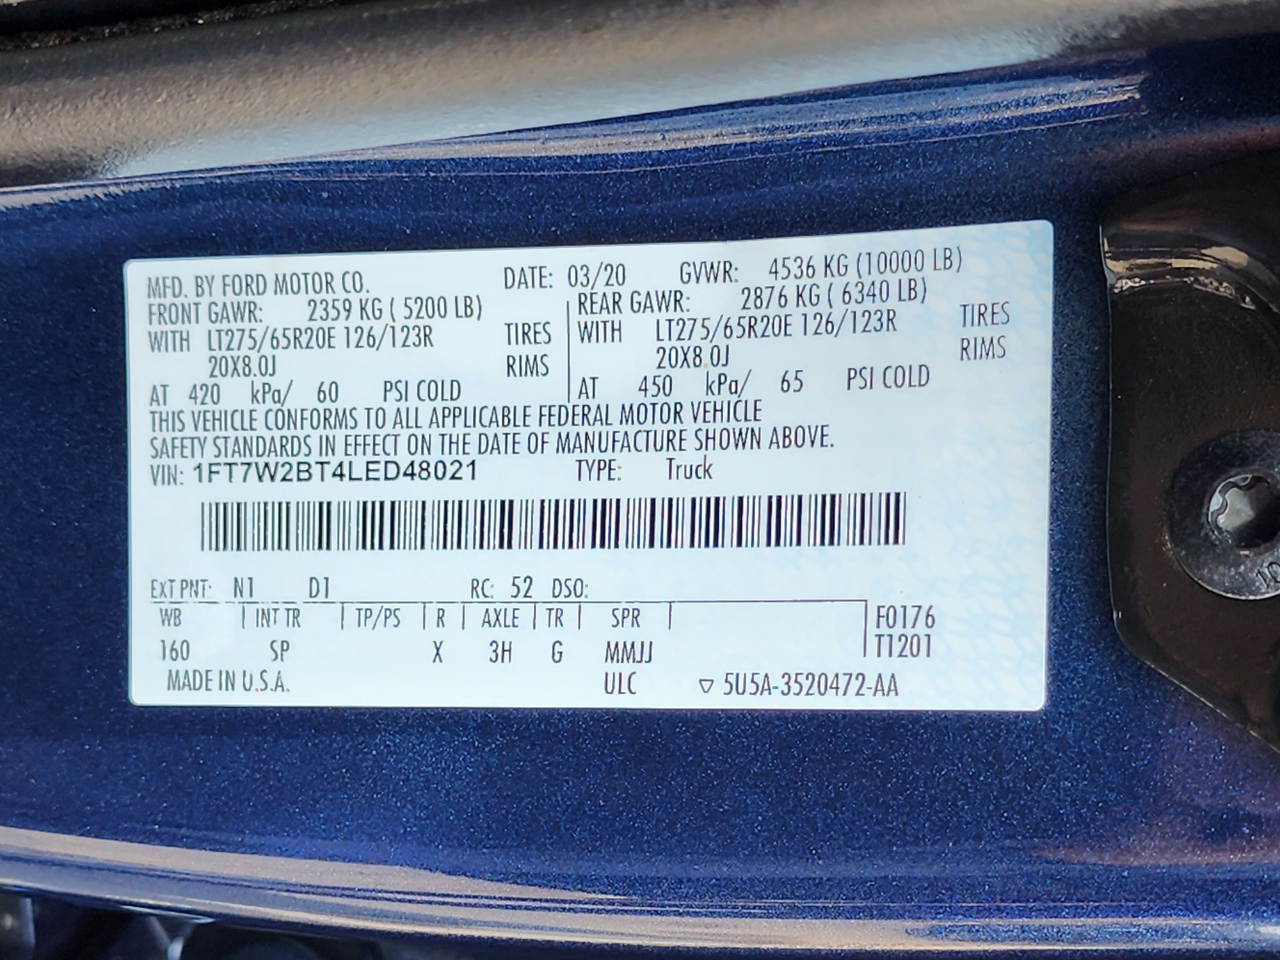 MFD. BY FORD MOTOR CO. DATE: 03/20 GVWR: 4536 KG (10000 LB)
FRONT GAWR: 2359 KG (5200 LB) REAR GAWR: 2876 KG (6340 LB)
WITH LT275/65R20E 126/123R TIRES WITH LT275/65R20E 126/123R TIRES
20X8.0J RIMS 20X8.0J RIMS
AT 420 kPa/ 60 PSI COLD AT 450 kPa/ 65 PSI COLD
THIS VEHICLE CONFORMS TO ALL APPLICABLE FEDERAL MOTOR VEHICLE
SAFETY STANDARDS IN EFFECT ON THE DATE OF MANUFACTURE SHOWN ABOVE.
VIN: 1FT7W2BT4LED48021 TYPE: Truck
EXT PNT: N1 D1 RC: 52 DSO:
WB INT TR TP/PS R AXLE TR SPR F0176
160 SP X 3H G MMJJ T1201
MADE IN U.S.A. ULC ▽ 5U5A-3520472-AA